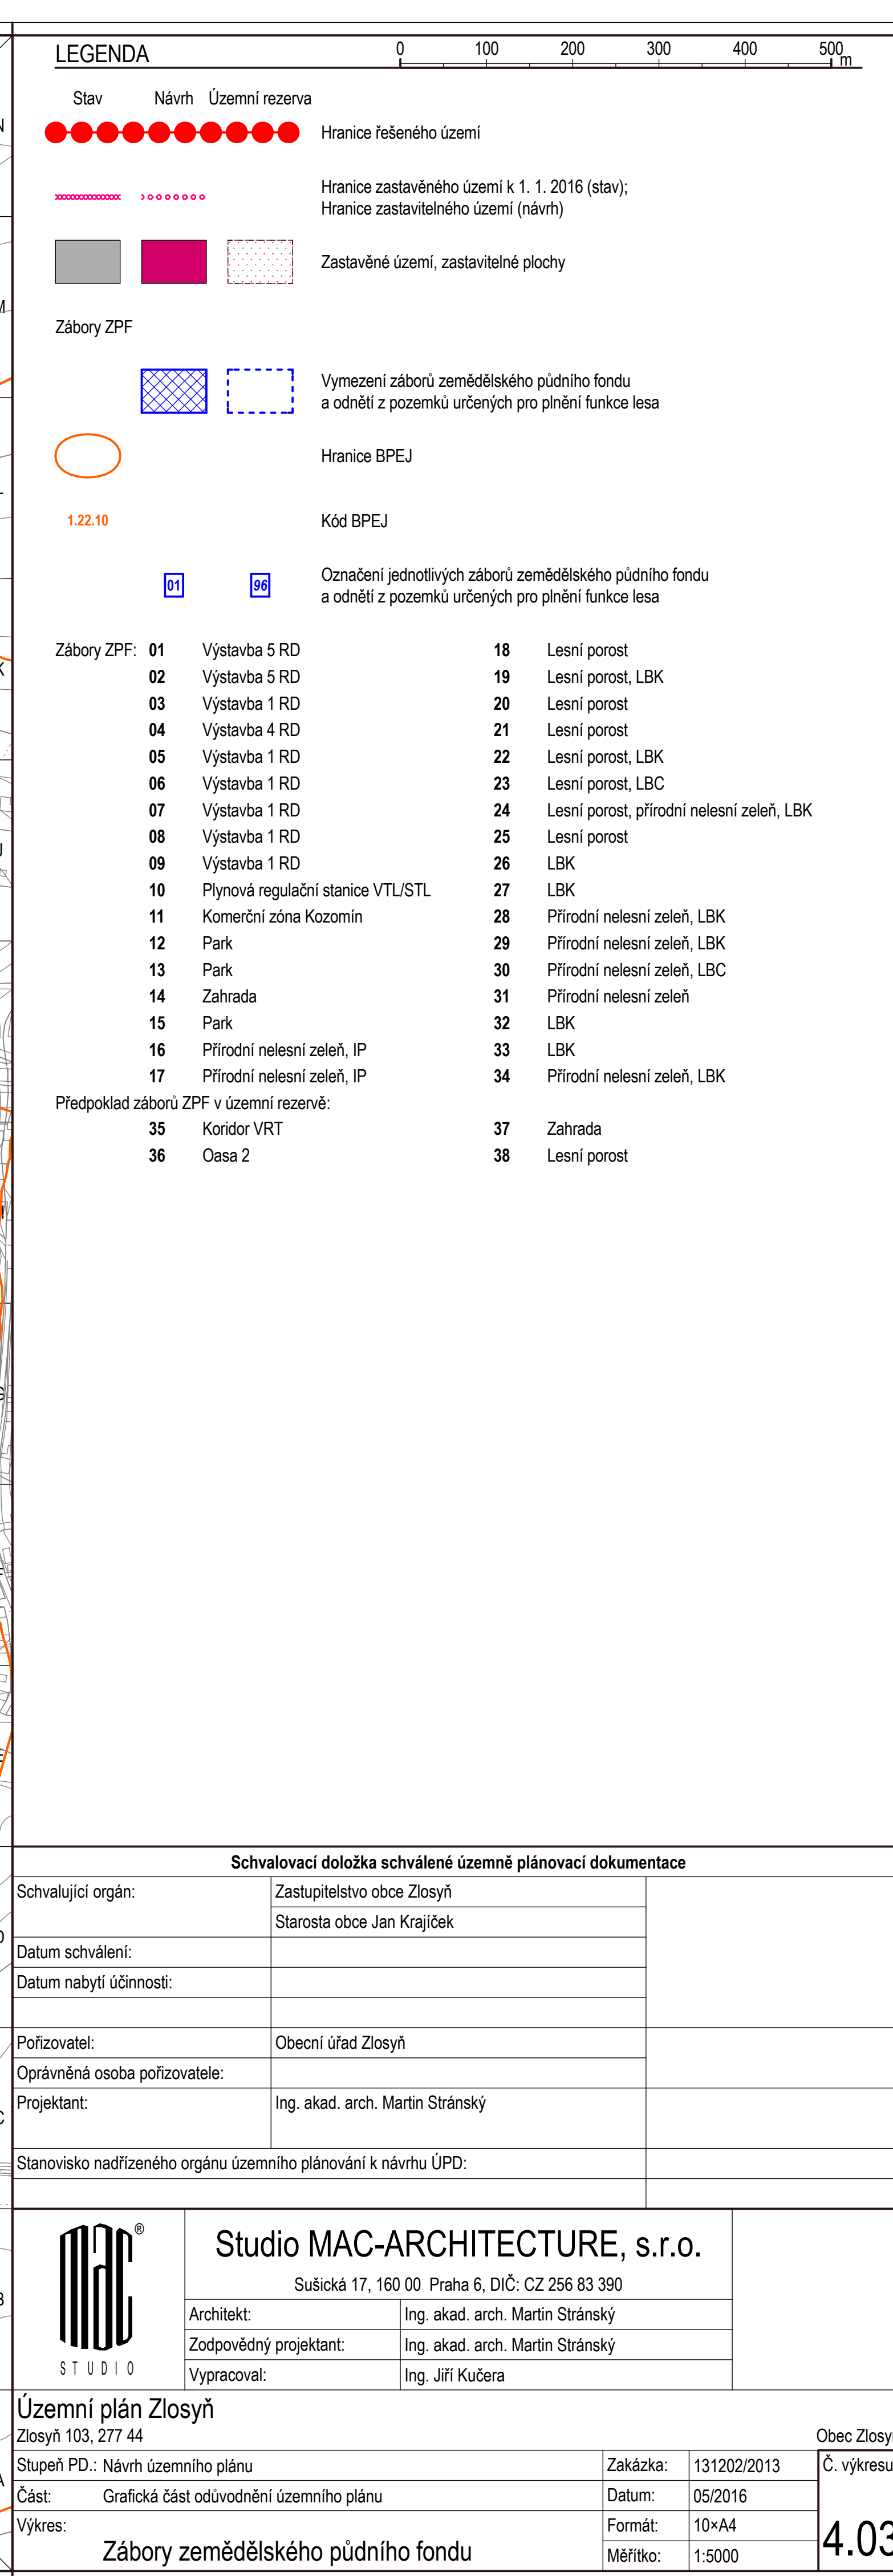 LEGENDA
0 100 200 300 400 500 m
Stav Návrh Územní rezerva
Hranice řešeného území
Hranice zastavěného území k 1. 1. 2016 (stav);
Hranice zastavitelného území (návrh)
Zastavěné území, zastavitelné plochy
Zábory ZPF
Vymezení záborů zemědělského půdního fondu
a odnětí z pozemků určených pro plnění funkce lesa
Hranice BPEJ
1.22.10 Kód BPEJ
01 96
Označení jednotlivých záborů zemědělského půdního fondu
a odnětí z pozemků určených pro plnění funkce lesa
Zábory ZPF: 01 Výstavba 5 RD 18 Lesní porost
02 Výstavba 5 RD 19 Lesní porost, LBK
03 Výstavba 1 RD 20 Lesní porost
04 Výstavba 4 RD 21 Lesní porost
05 Výstavba 1 RD 22 Lesní porost, LBK
06 Výstavba 1 RD 23 Lesní porost, LBC
07 Výstavba 1 RD 24 Lesní porost, přírodní nelesní zeleň, LBK
08 Výstavba 1 RD 25 Lesní porost
09 Výstavba 1 RD 26 LBK
10 Plynová regulační stanice VTL/STL 27 LBK
11 Komerční zóna Kozomín 28 Přírodní nelesní zeleň, LBK
12 Park 29 Přírodní nelesní zeleň, LBK
13 Park 30 Přírodní nelesní zeleň, LBC
14 Zahrada 31 Přírodní nelesní zeleň
15 Park 32 LBK
16 Přírodní nelesní zeleň, IP 33 LBK
17 Přírodní nelesní zeleň, IP 34 Přírodní nelesní zeleň, LBK
Předpoklad záborů ZPF v územní rezervě:
35 Koridor VRT 37 Zahrada
36 Oasa 2 38 Lesní porost
Schvalovací doložka schválené územně plánovací dokumentace
Schvalující orgán: Zastupitelstvo obce Zlosyň
Starosta obce Jan Krajíček
Datum schválení:
Datum nabytí účinnosti:
Pořizovatel: Obecní úřad Zlosyň
Oprávněná osoba pořizovatele:
Projektant: Ing. akad. arch. Martin Stránský
Stanovisko nadřízeného orgánu územního plánování k návrhu ÚPD:
mac ®
STUDIO
Studio MAC-ARCHITECTURE, s.r.o.
Sušická 17, 160 00 Praha 6, DIČ: CZ 256 83 390
Architekt: Ing. akad. arch. Martin Stránský
Zodpovědný projektant: Ing. akad. arch. Martin Stránský
Vypracoval: Ing. Jiří Kučera
Územní plán Zlosyň
Zlosyň 103, 277 44 Obec Zlosy
Stupeň PD.: Návrh územního plánu Zakázka: 131202/2013 Č. výkresu
Část: Grafická část odůvodnění územního plánu Datum: 05/2016
Výkres: Formát: 10×A4
Zábory zemědělského půdního fondu Měřítko: 1:5000 4.03